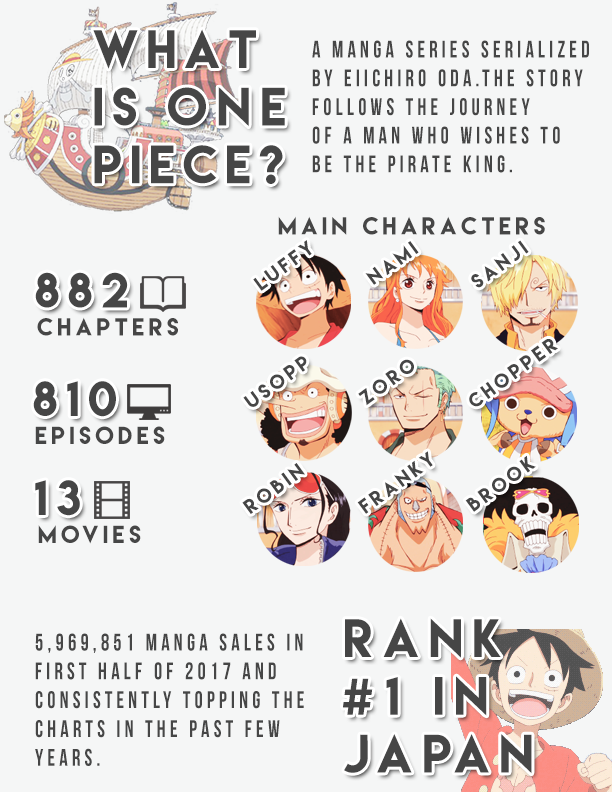 WHAT
IS ONE
PIECE?
A MANGA SERIES SERIALIZED
BY EIICHIRO ODA.THE STORY
FOLLOWS THE JOURNEY
OF A MAN WHO WISHES TO
BE THE PIRATE KING.
MAIN CHARACTERS
882
CHAPTERS
810
EPISODES
13
MOVIES
LUFFY
NAMI
SANJI
USOPP
ZORO
CHOPPER
ROBIN
FRANKY
BROOK
5,969,851 MANGA SALES IN
FIRST HALF OF 2017 AND
CONSISTENTLY TOPPING THE
CHARTS IN THE PAST FEW
YEARS.
RANK
#1 IN
JAPAN